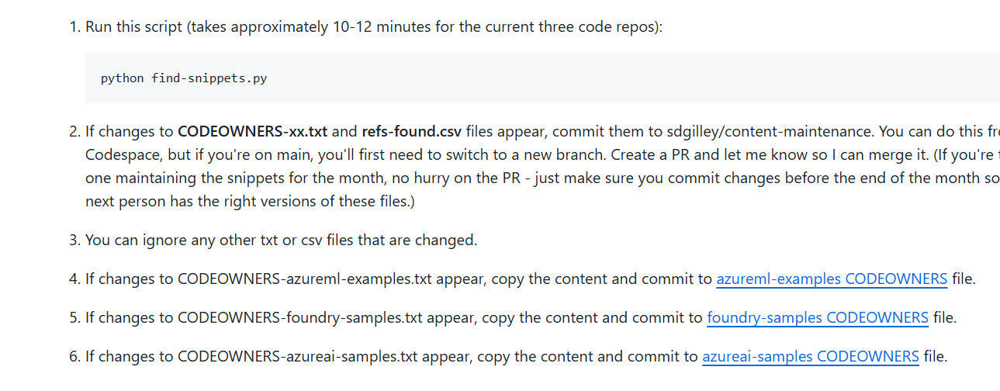 1. Run this script (takes approximately 10-12 minutes for the current three code repos):
python find-snippets.py
2. If changes to CODEOWNERS-xx.txt and refs-found.csv files appear, commit them to sdgilley/content-maintenance. You can do this
Codespace, but if you're on main, you'll first need to switch to a new branch. Create a PR and let me know so I can merge it. (If you're
one maintaining the snippets for the month, no hurry on the PR - just make sure you commit changes before the end of the month so
next person has the right versions of these files.)
3. You can ignore any other txt or csv files that are changed.
4. If changes to CODEOWNERS-azureml-examples.txt appear, copy the content and commit to azureml-examples CODEOWNERS file.
5. If changes to CODEOWNERS-foundry-samples.txt appear, copy the content and commit to foundry-samples CODEOWNERS file.
6. If changes to CODEOWNERS-azureai-samples.txt appear, copy the content and commit to azureai-samples CODEOWNERS file.